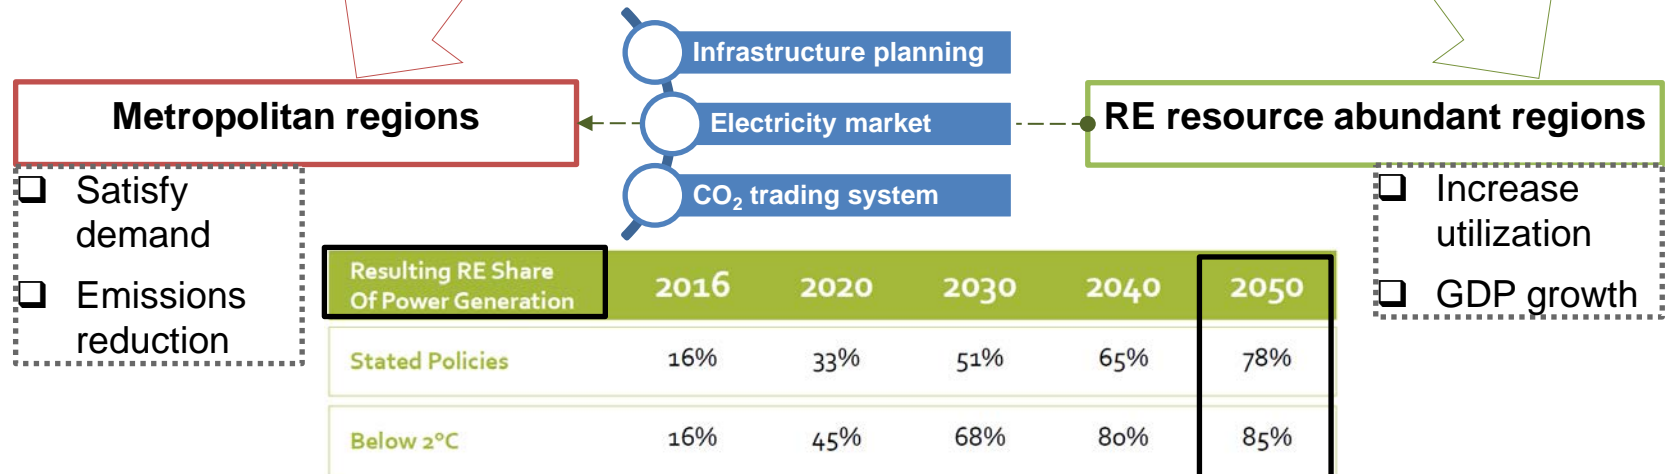 Infrastructure planning
Metropolitan regions
Electricity market
RE resource abundant regions
CO₂ trading system
❑ Satisfy
demand
❑ Emissions
reduction
❑ Increase
utilization
❑ GDP growth
Resulting RE Share
Of Power Generation 2016 2020 2030 2040 2050
Stated Policies 16% 33% 51% 65% 78%
Below 2°C 16% 45% 68% 80% 85%